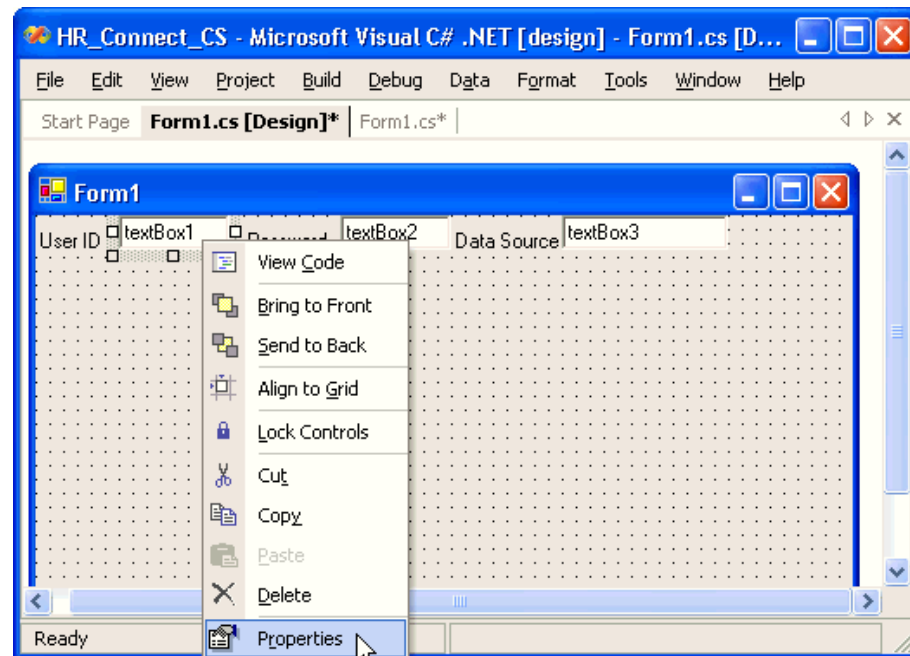 HR_Connect_CS - Microsoft Visual C# .NET [design] - Form1.cs [D...
File Edit View Project Build Debug Data Format Tools Window Help
Start Page Form1.cs [Design]* Form1.cs*
Form1
User ID textBox1 Password textBox2 Data Source textBox3
View Code
Bring to Front
Send to Back
Align to Grid
Lock Controls
Cut
Copy
Paste
Delete
Properties
Ready